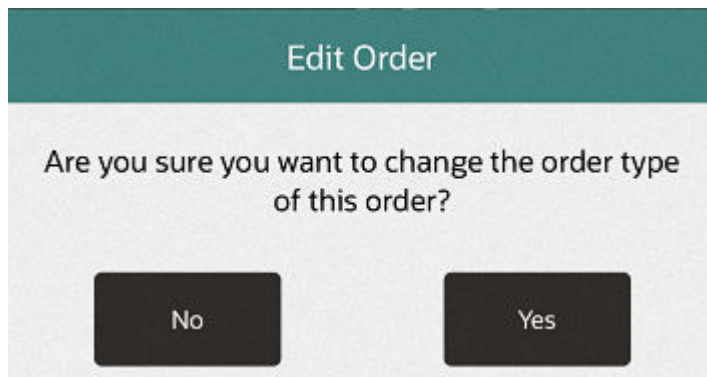 Edit Order
Are you sure you want to change the order type
of this order?
No
Yes